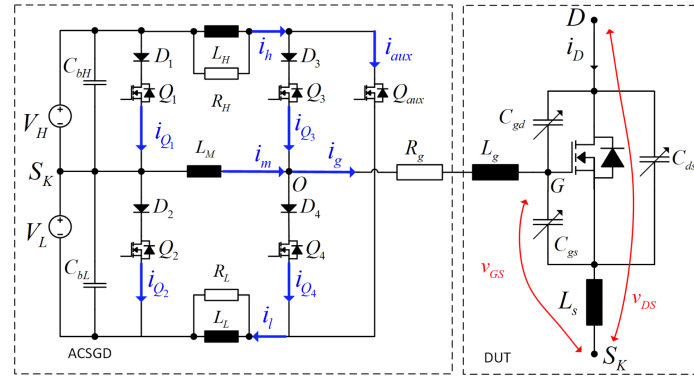 D
L_H
i_h
i_aux
i_D
C_bH
D_1
D_3
Q_1
R_H
Q_3
Q_aux
C_gd
V_H
i_Q1
i_Q3
L_M
i_m
i_g
R_g
L_g
C_ds
S_K
O
G
D_2
D_4
V_L
Q_2
Q_4
C_gs
C_bL
R_L
v_GS
i_Q2
i_Q4
L_s
v_DS
L_L
i_l
ACSGD
DUT
S_K